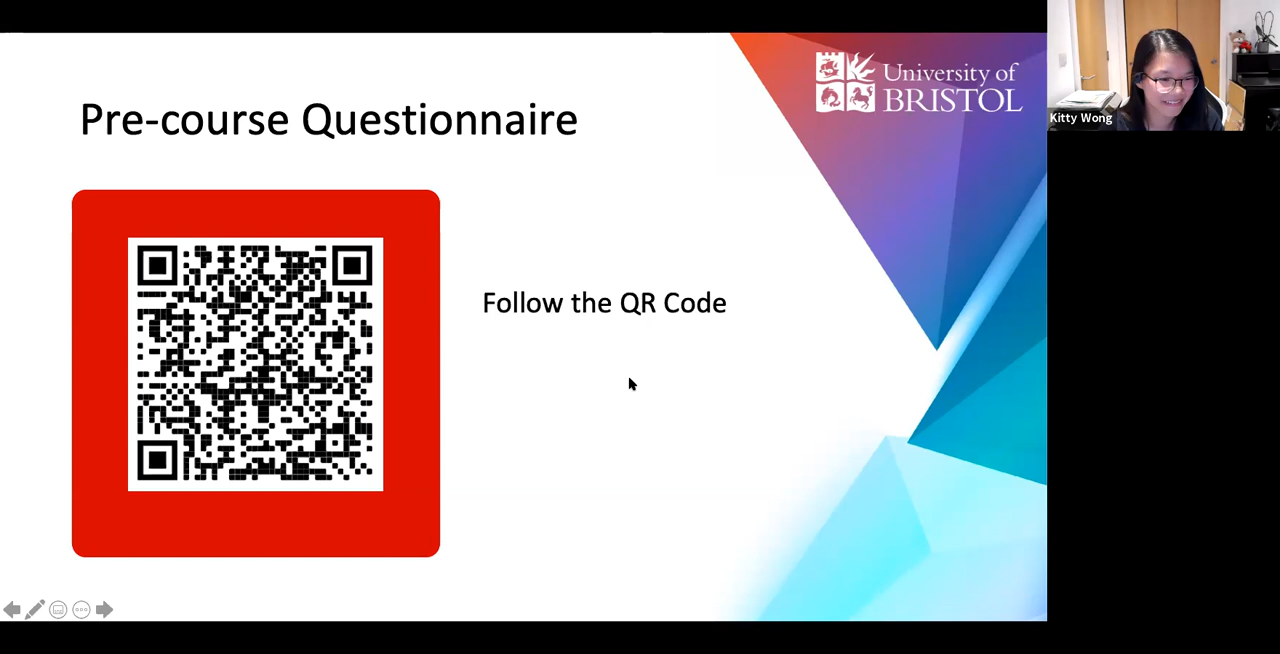 Pre-course Questionnaire
University of
BRISTOL
Follow the QR Code
Kitty Wong